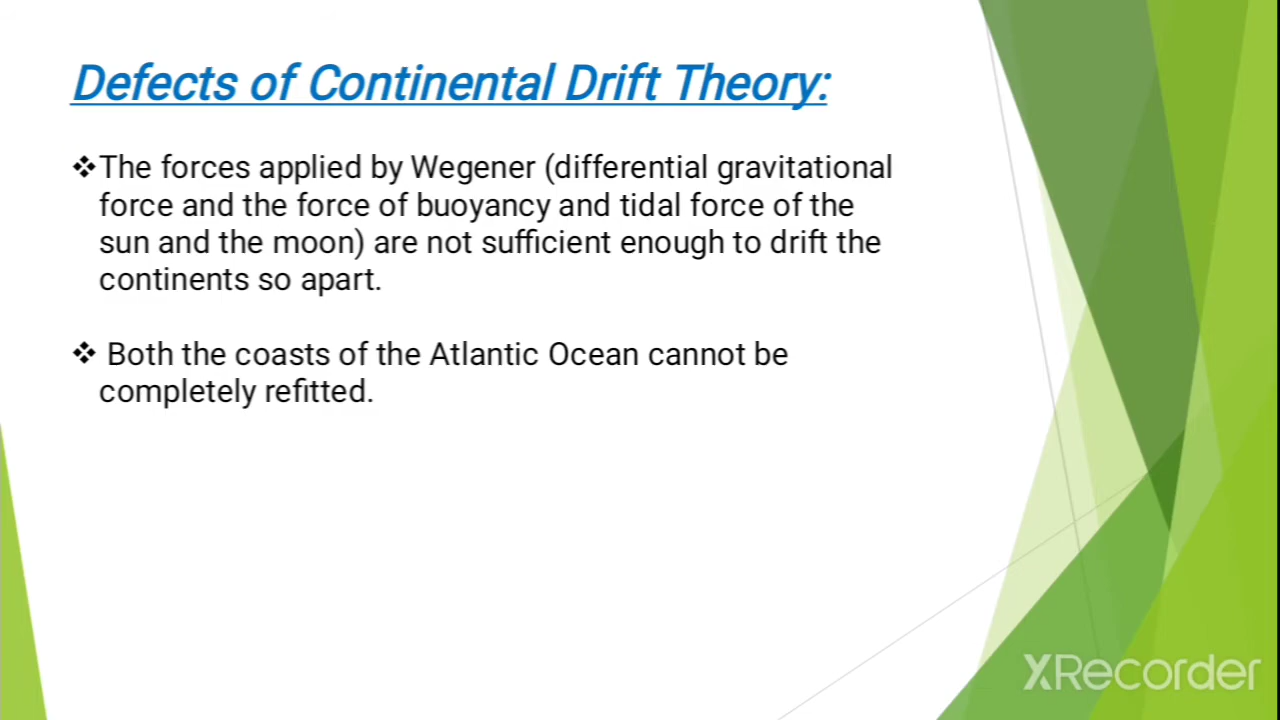 Defects of Continental Drift Theory:
❖The forces applied by Wegener (differential gravitational
force and the force of buoyancy and tidal force of the
sun and the moon) are not sufficient enough to drift the
continents so apart.
❖ Both the coasts of the Atlantic Ocean cannot be
completely refitted.
XRecorder